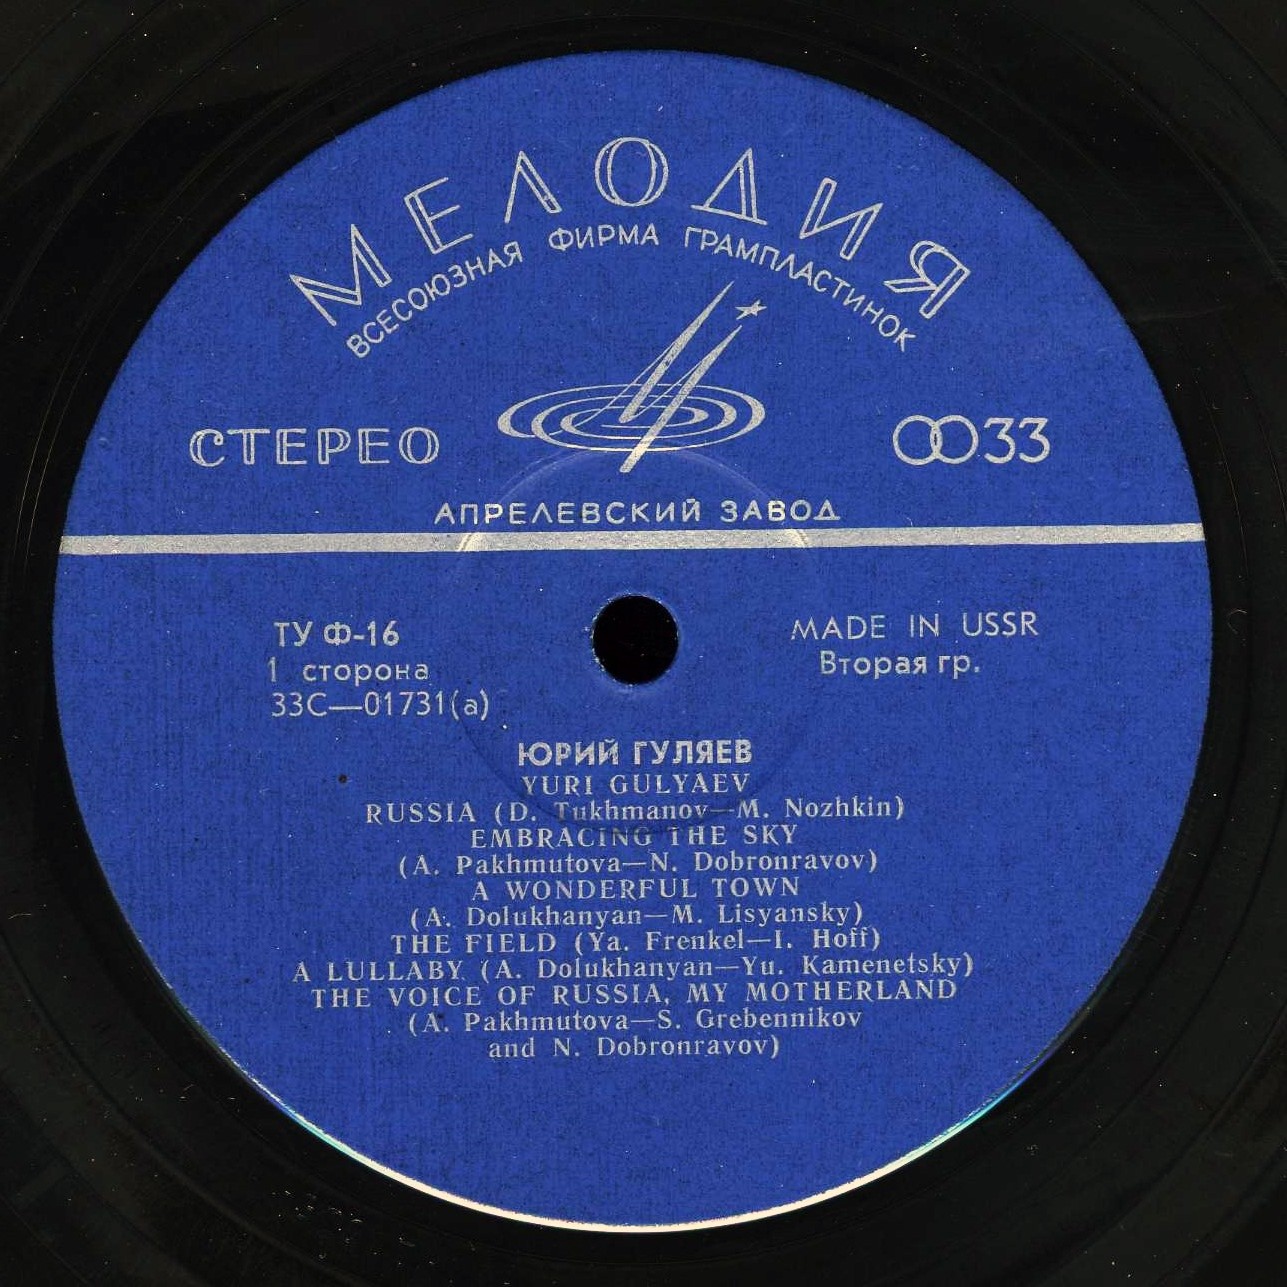 МЕЛОДИЯ
ВСЕСОЮЗНАЯ ФИРМА ГРАМПЛАСТИНОК
СТЕРЕО
33
АПРЕЛЕВСКИЙ ЗАВОД
ТУ Ф-16
1 сторона
33С—01731(а)
MADE IN USSR
Вторая гр.
ЮРИЙ ГУЛЯЕВ
YURI GULYAEV
RUSSIA (D. Tukhmanov—M. Nozhkin)
EMBRACING THE SKY
(A. Pakhmutova—N. Dobronravov)
A WONDERFUL TOWN
(A. Dolukhanyan—M. Lisyansky)
THE FIELD (Ya. Frenkel—I. Hoff)
A LULLABY (A. Dolukhanyan—Yu. Kamenetsky)
THE VOICE OF RUSSIA, MY MOTHERLAND
(A. Pakhmutova—S. Grebennikov
and N. Dobronravov)